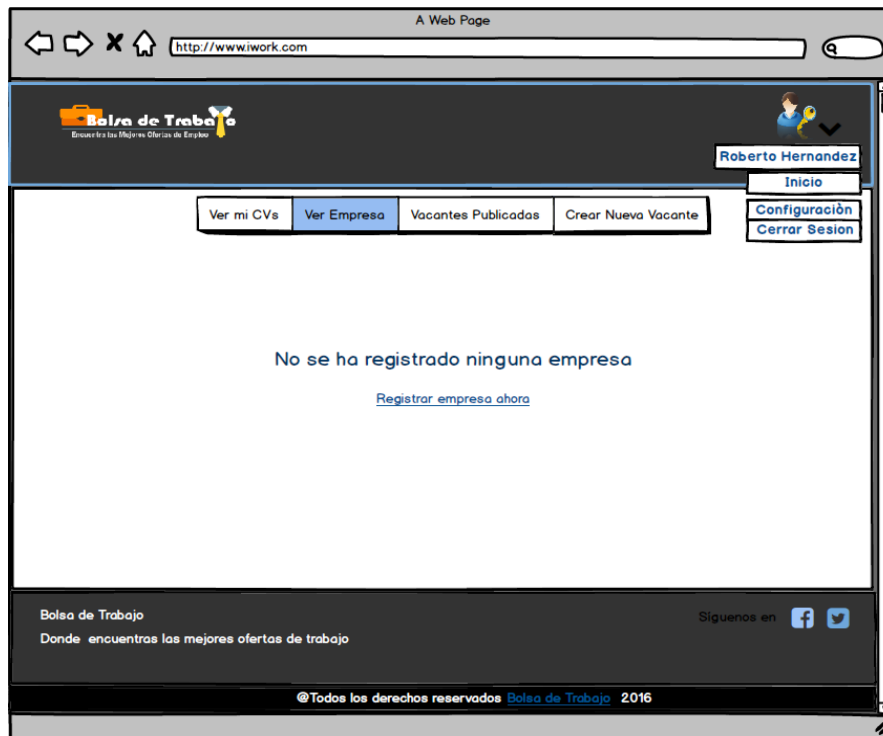 A Web Page
http://www.iwork.com
Bolsa de Trabajo
Encuentra las Mejores Ofertas de Empleo
Roberto Hernandez
Inicio
Configuraciòn
Cerrar Sesion
Ver mi CVs Ver Empresa Vacantes Publicadas Crear Nueva Vacante
No se ha registrado ninguna empresa
Registrar empresa ahora
Bolsa de Trabajo
Donde encuentras las mejores ofertas de trabajo
Siguenos en
@Todos los derechos reservados Bolsa de Trabajo 2016